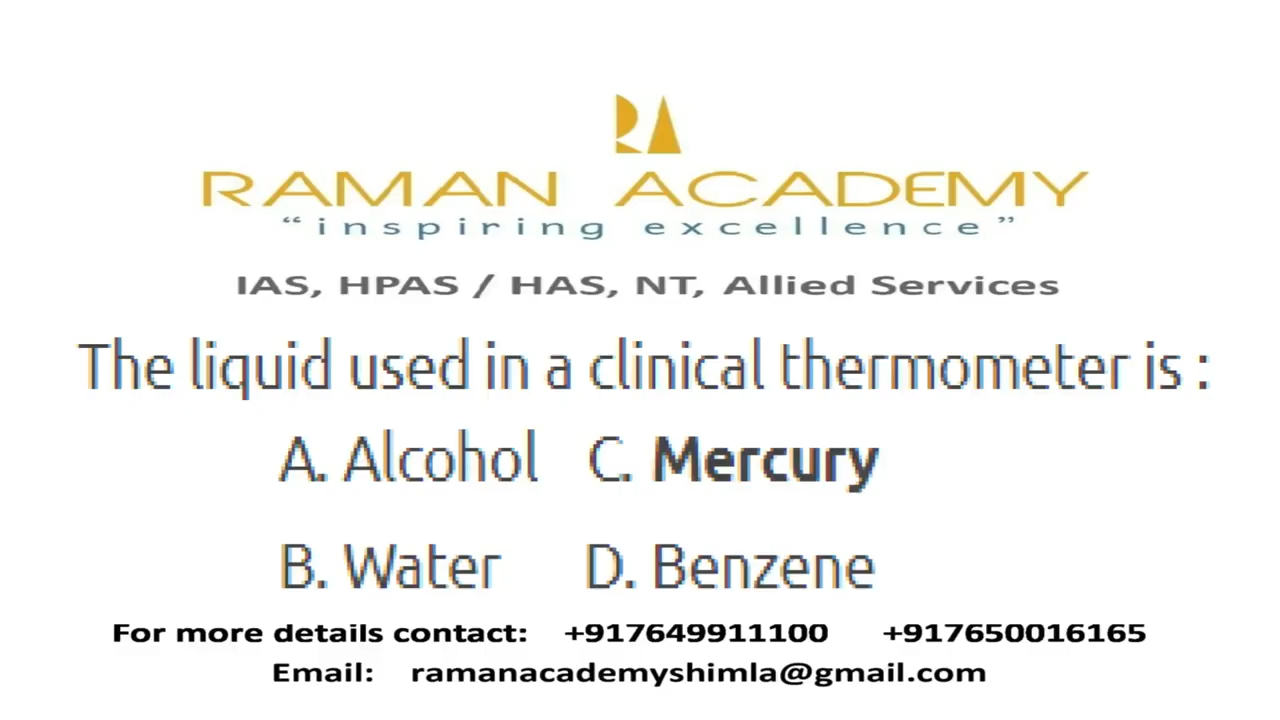 RA
RAMAN ACADEMY
“inspiring excellence”
IAS, HPAS / HAS, NT, Allied Services
The liquid used in a clinical thermometer is :
A. Alcohol C. Mercury
B. Water D. Benzene
For more details contact: +917649911100 +917650016165
Email: ramanacademyshimla@gmail.com